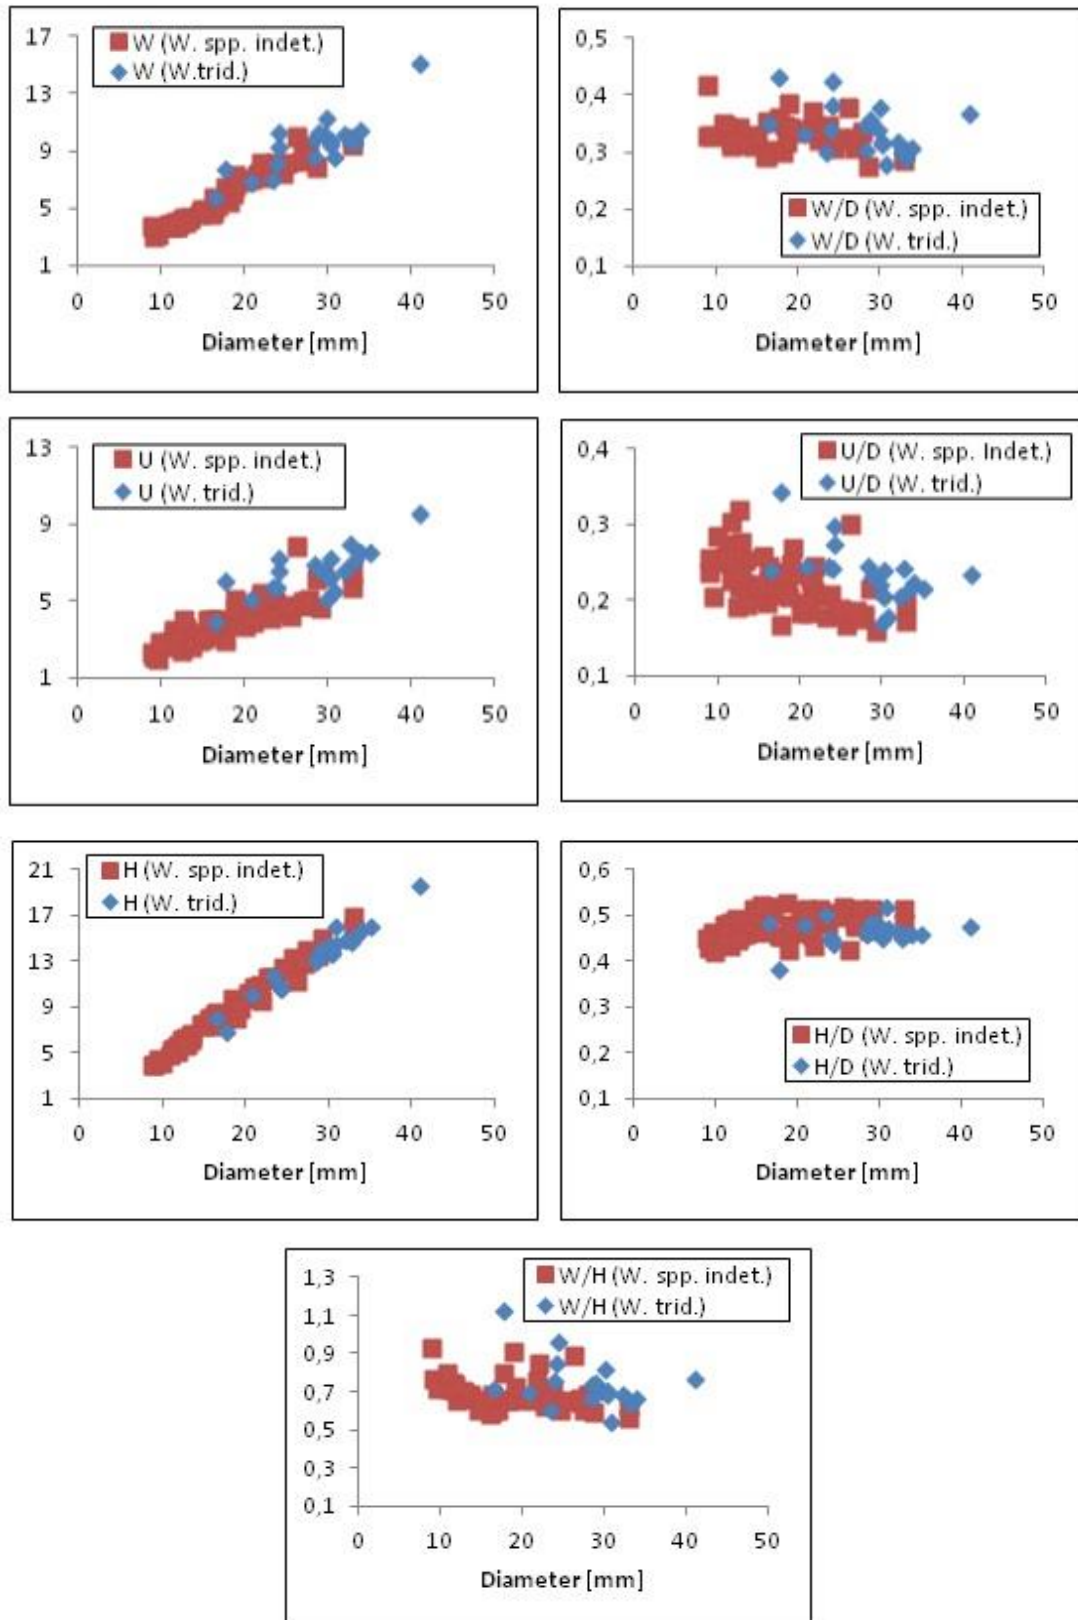 17
13
9
5
1
W (W. spp. indet.)
W (W.trid.)
0 10 20 30 40 50
Diameter [mm]
0,5
0,4
0,3
0,2
0,1
W/D (W. spp. indet.)
W/D (W. trid.)
0 10 20 30 40 50
Diameter [mm]
13
9
5
1
U (W. spp. indet.)
U (W. trid.)
0 10 20 30 40 50
Diameter [mm]
0,4
0,3
0,2
0,1
U/D (W. spp. Indet.)
U/D (W. trid.)
0 10 20 30 40 50
Diameter [mm]
21
17
13
9
5
1
H (W. spp. indet.)
H (W. trid.)
0 10 20 30 40 50
Diameter [mm]
0,6
0,5
0,4
0,3
0,2
0,1
H/D (W. spp. indet.)
H/D (W. trid.)
0 10 20 30 40 50
Diameter [mm]
1,3
1,1
0,9
0,7
0,5
0,3
0,1
W/H (W. spp. indet.)
W/H (W. trid.)
0 10 20 30 40 50
Diameter [mm]